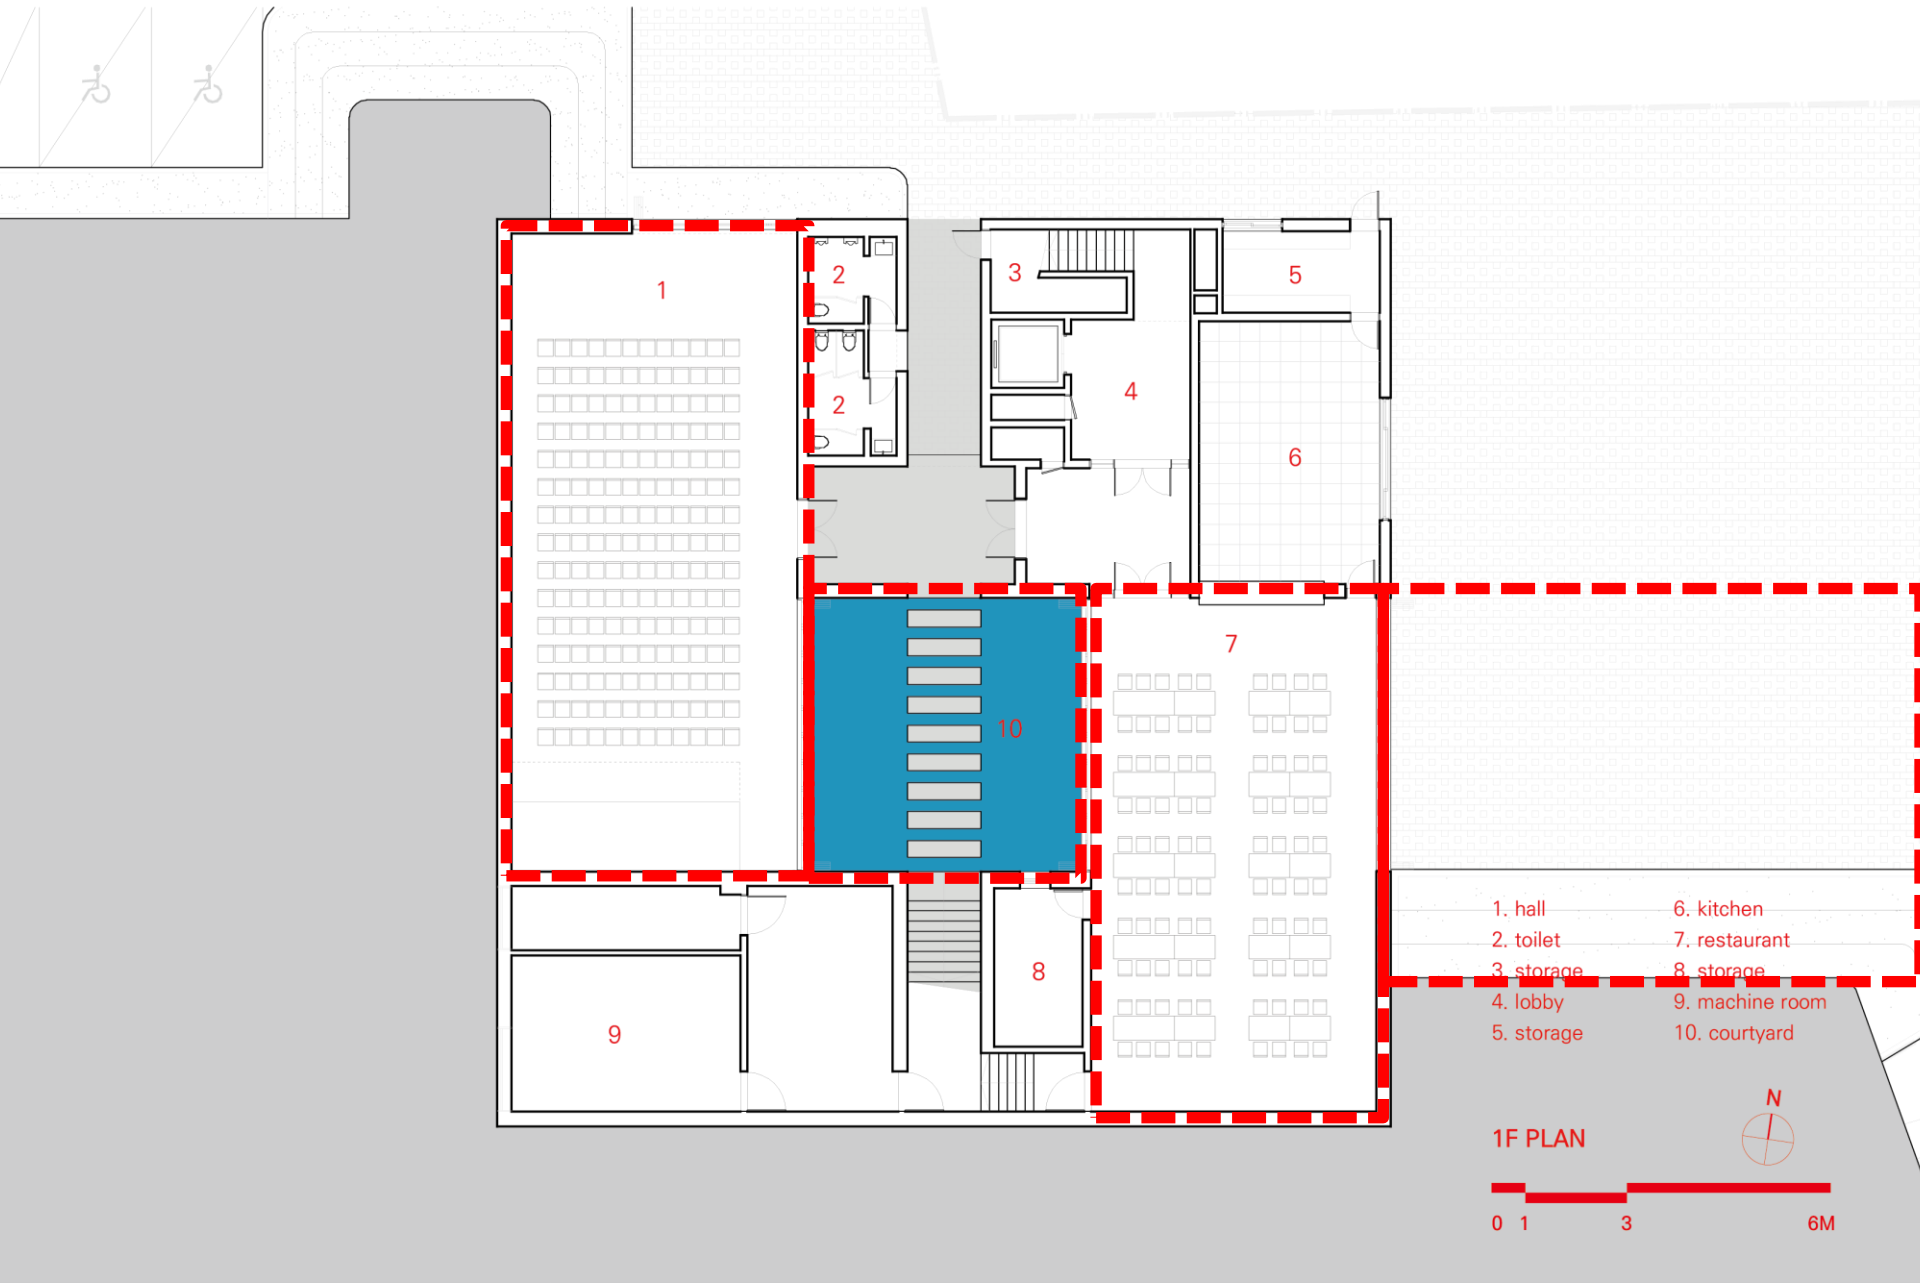 1
2
3
5
2
4
6
7
10
8
9
1. hall
2. toilet
3. storage
4. lobby
5. storage
6. kitchen
7. restaurant
8. storage
9. machine room
10. courtyard
N
1F PLAN
0 1 3 6M